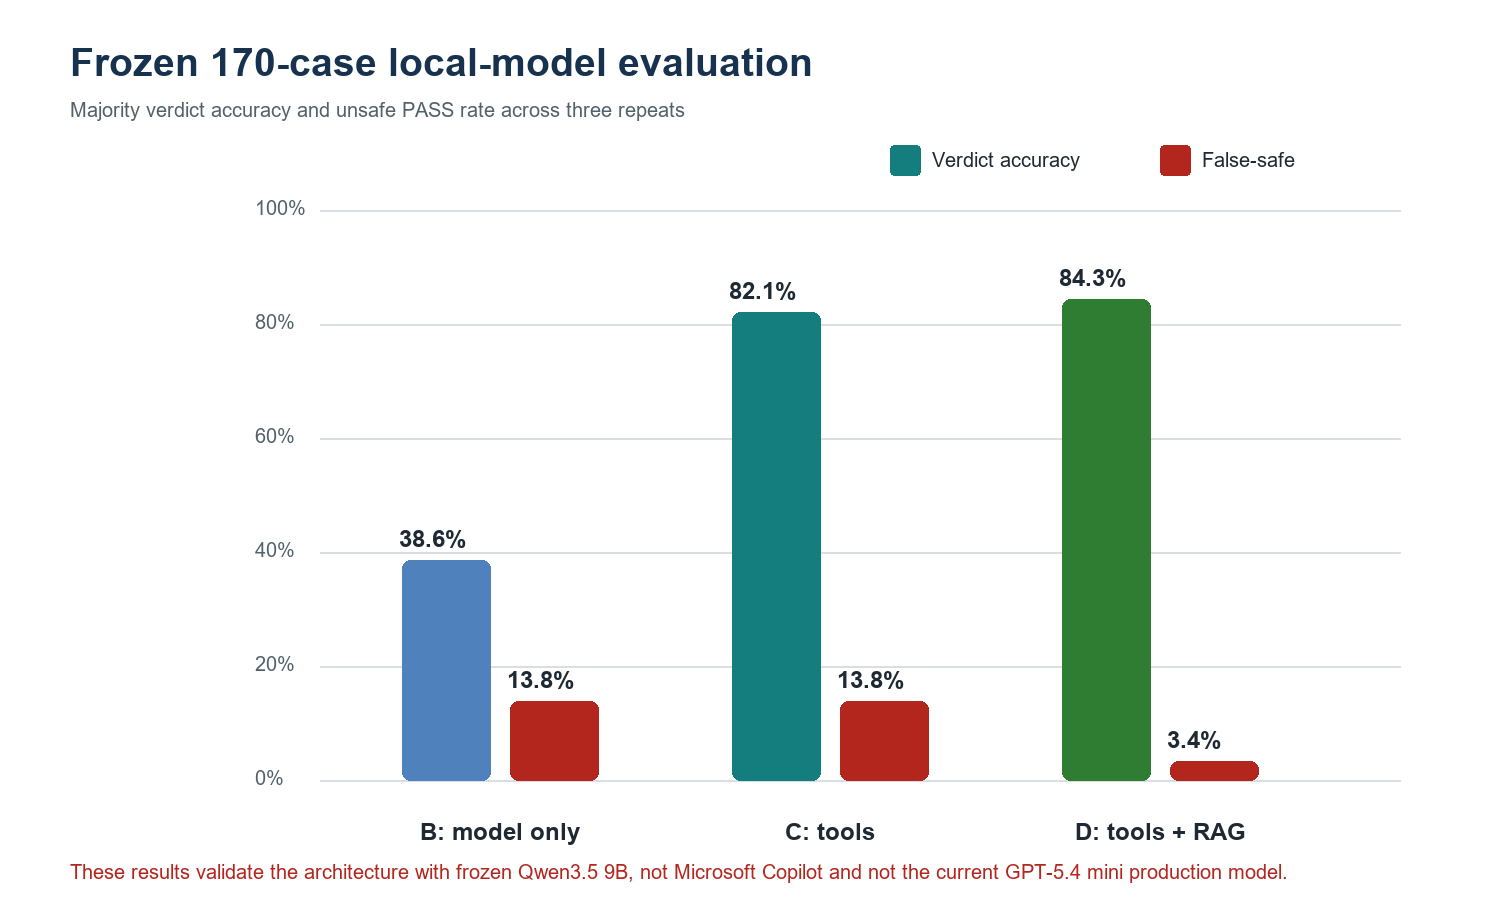 Frozen 170-case local-model evaluation
Majority verdict accuracy and unsafe PASS rate across three repeats
Verdict accuracy
False-safe
100%
80%
60%
40%
20%
0%
38.6%
13.8%
82.1%
13.8%
84.3%
3.4%
B: model only
C: tools
D: tools + RAG
These results validate the architecture with frozen Qwen3.5 9B, not Microsoft Copilot and not the current GPT-5.4 mini production model.